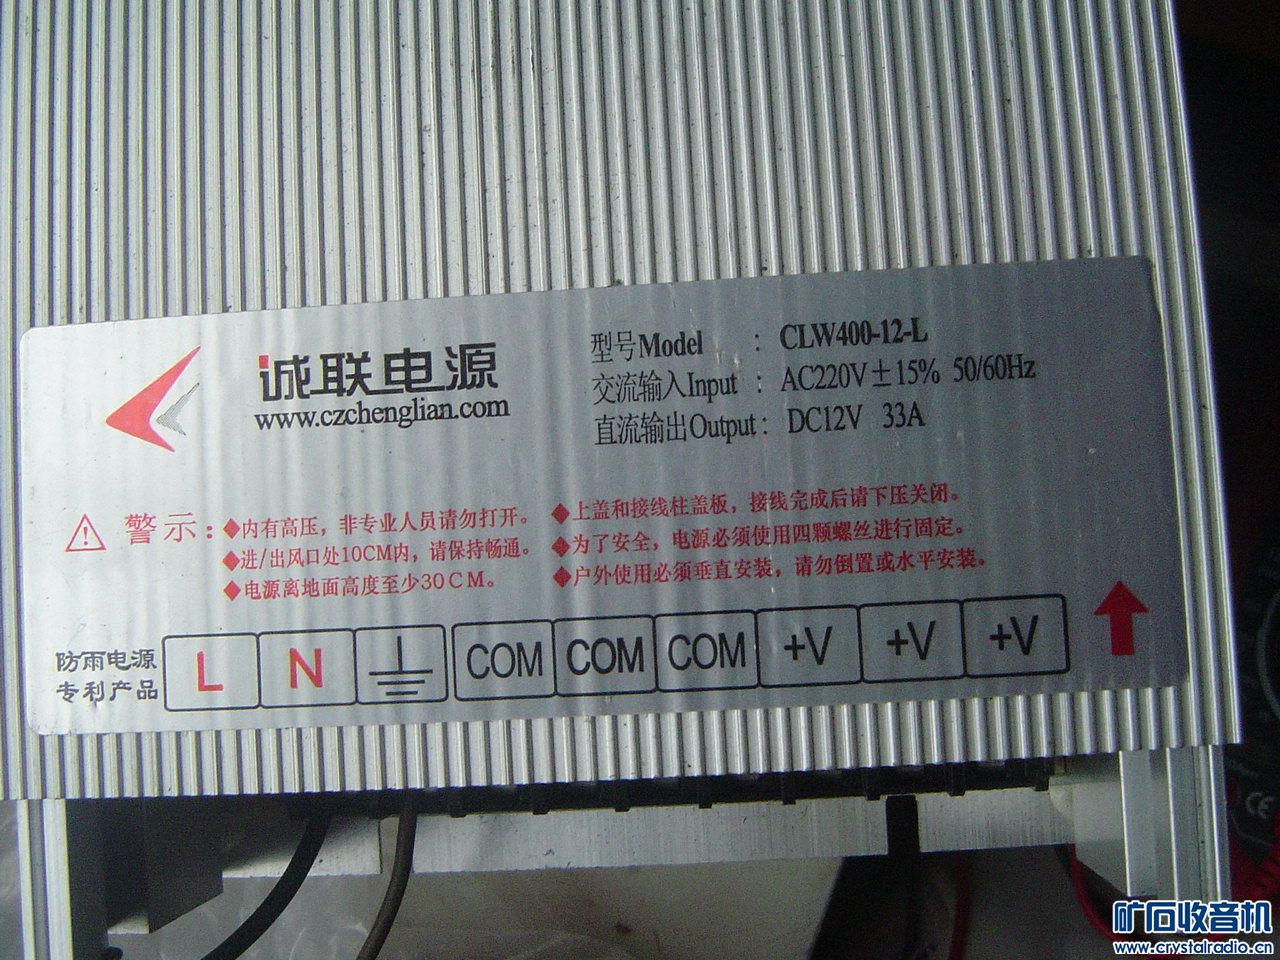 诚联电源
www.czchenglian.com
型号Model : CLW400-12-L
交流输入Input : AC220V±15% 50/60Hz
直流输出Output: DC12V 33A
警示:
◆内有高压，非专业人员请勿打开。
◆进/出风口处10CM内，请保持畅通。
◆电源离地面高度至少30CM。
◆上盖和接线柱盖板，接线完成后请下压关闭。
◆为了安全，电源必须使用四颗螺丝进行固定。
◆户外使用必须垂直安装，请勿倒置或水平安装。
防雨电源
专利产品
L N COM COM COM +V +V +V
CE
矿石收音机
www.crystalradio.cn